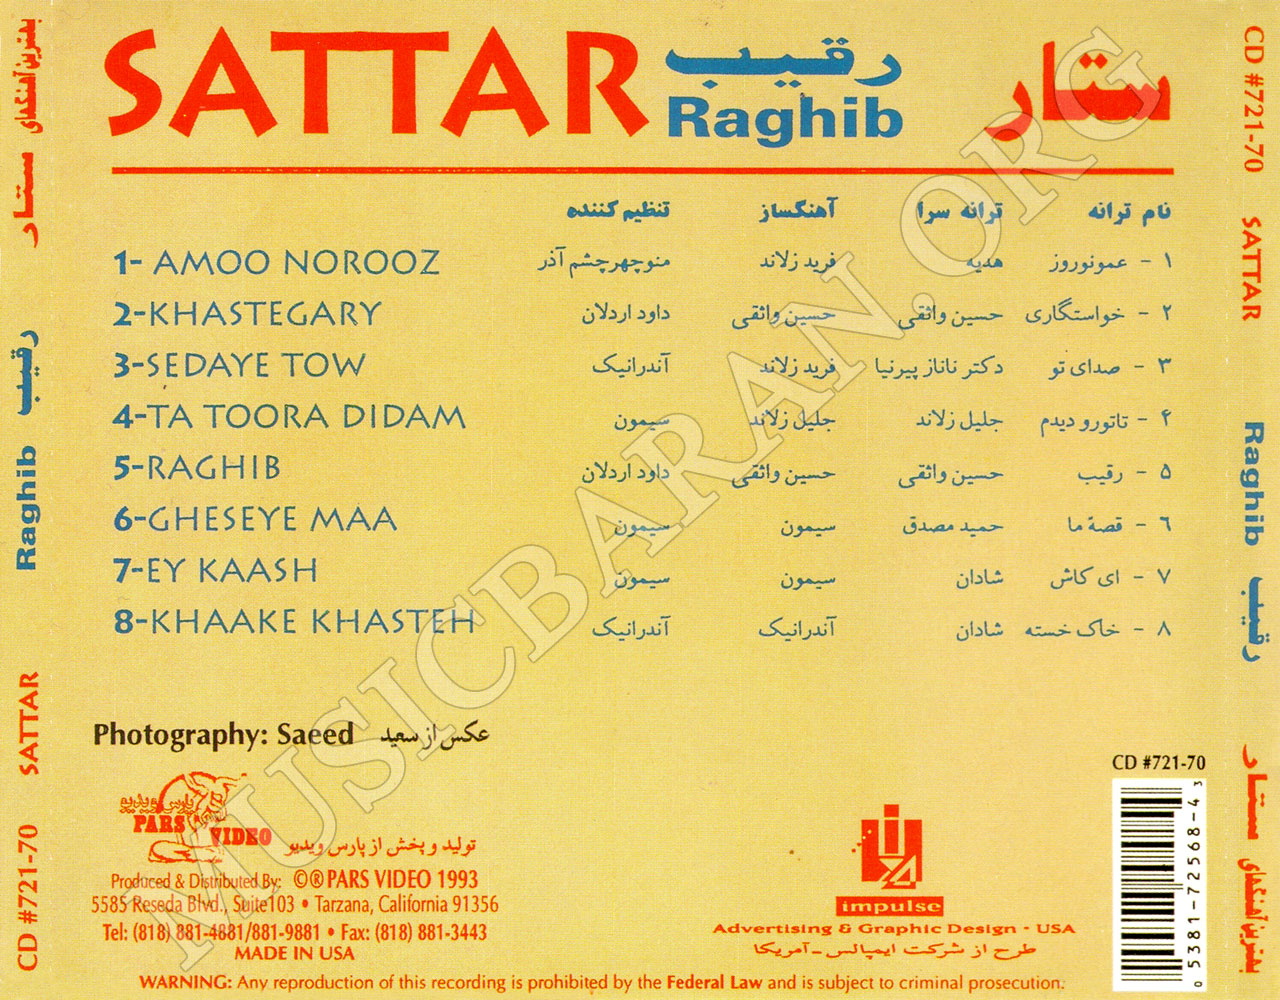 SATTAR رقیب ستار
Raghib
نام ترانه ترانه سرا آهنگساز تنظیم کننده
1- AMOO NOROOZ ۱ - عمونوروز هدیه فرید زلاند منوچهرچشم آذر
2-KHASTEGARY ۲ - خواستگاری حسین واثقی حسین واثقی داود اردلان
3-SEDAYE TOW ۳ - صدای تو دکتر ناناز پیرنیا فرید زلاند آندرانیک
4-TA TOORA DIDAM ۴ - تاتورو دیدم جلیل زلاند جلیل زلاند سیمون
5-RAGHIB ۵ - رقیب حسین واثقی حسین واثقی داود اردلان
6-GHESEYE MAA ۶ - قصهٔ ما حمید مصدق سیمون سیمون
7-EY KAASH ۷ - ای کاش شادان سیمون سیمون
8-KHAAKE KHASTEH ۸ - خاک خسته شادان آندرانیک آندرانیک
Photography: Saeed عکس از سعید
پارس ویدیو
PARS VIDEO
تولید و پخش از پارس ویدیو
Produced & Distributed By: ©® PARS VIDEO 1993
5585 Reseda Blvd., Suite103 • Tarzana, California 91356
Tel: (818) 881-4881/881-9881 • Fax: (818) 881-3443
MADE IN USA
impulse
Advertising & Graphic Design - USA
طرح از شرکت ایمپالس-آمریکا
CD #721-70
0 5381-72568-4 3
WARNING: Any reproduction of this recording is prohibited by the Federal Law and is subject to criminal prosecution.
CD #721-70 SATTAR Raghib رقیب بهترین آهنگهای ستار
CD #721-70 SATTAR Raghib رقیب بهترین آهنگهای ستار
MUSICBARAN.ORG